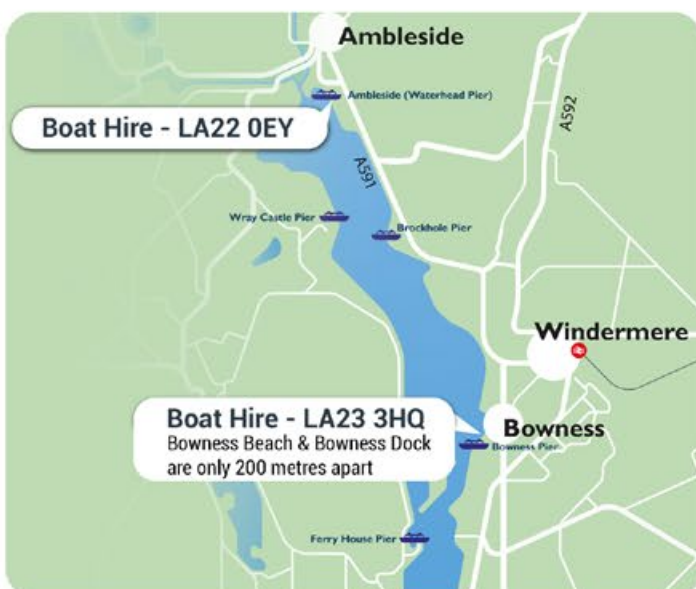 Ambleside
Ambleside (Waterhead Pier)
Boat Hire - LA22 0EY
A592
A591
Wray Castle Pier
Brockhole Pier
Windermere
Boat Hire - LA23 3HQ
Bowness Beach & Bowness Dock
are only 200 metres apart
Bowness
Bowness Pier
Ferry House Pier